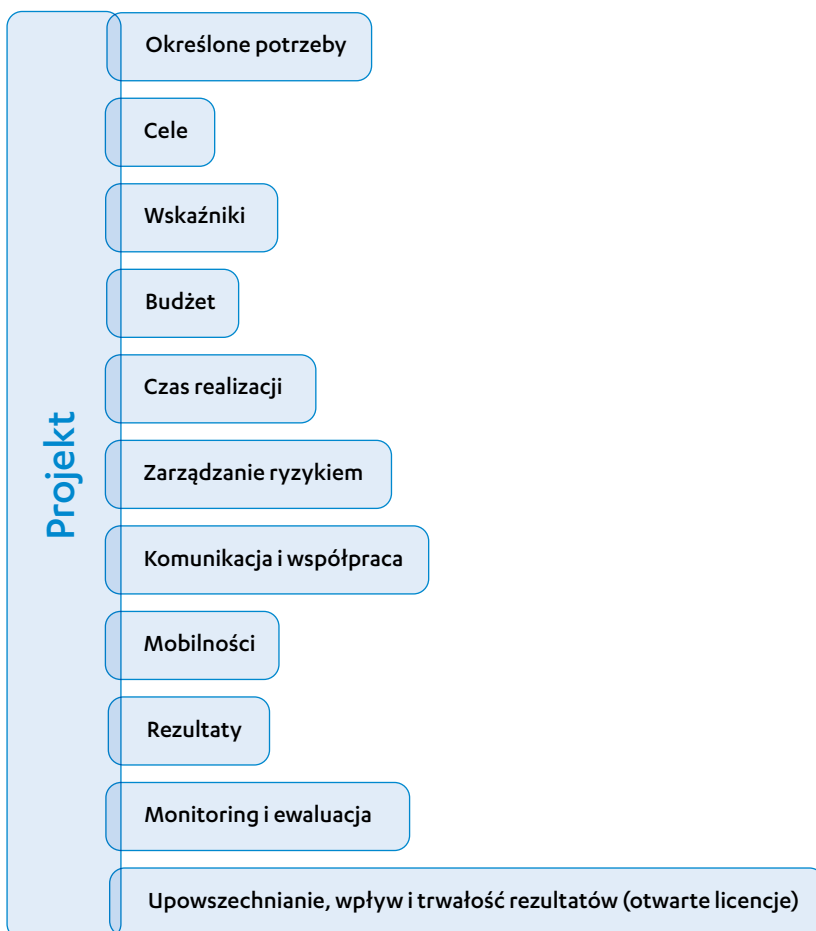 Projekt
Określone potrzeby
Cele
Wskaźniki
Budżet
Czas realizacji
Zarządzanie ryzykiem
Komunikacja i współpraca
Mobilności
Rezultaty
Monitoring i ewaluacja
Upowszechnianie, wpływ i trwałość rezultatów (otwarte licencje)